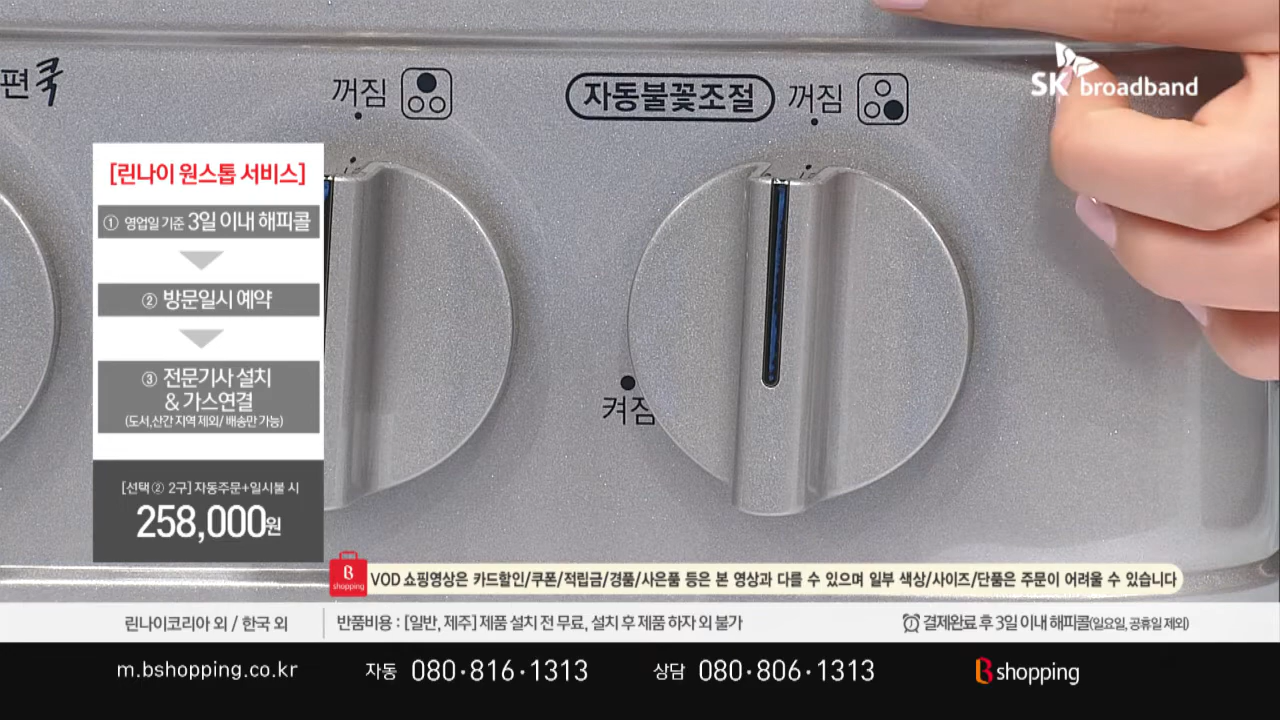 편쿡
꺼짐
자동불꽃조절
꺼짐
SK broadband
[린나이 원스톱 서비스]
① 영업일 기준 3일 이내 해피콜
② 방문일시 예약
③ 전문기사 설치
& 가스연결
(도서,산간 지역 제외/ 배송만 가능)
켜짐
[선택② 2구] 자동주문+일시불 시
258,000원
B shopping
VOD 쇼핑영상은 카드할인/쿠폰/적립금/경품/사은품 등은 본 영상과 다를 수 있으며 일부 색상/사이즈/단품은 주문이 어려울 수 있습니다
린나이코리아 외 / 한국 외
반품비용 : [일반, 제주] 제품 설치 전 무료, 설치 후 제품 하자 외 불가
결제완료 후 3일 이내 해피콜(일요일, 공휴일 제외)
m.bshopping.co.kr
자동 080·816·1313
상담 080·806·1313
B shopping